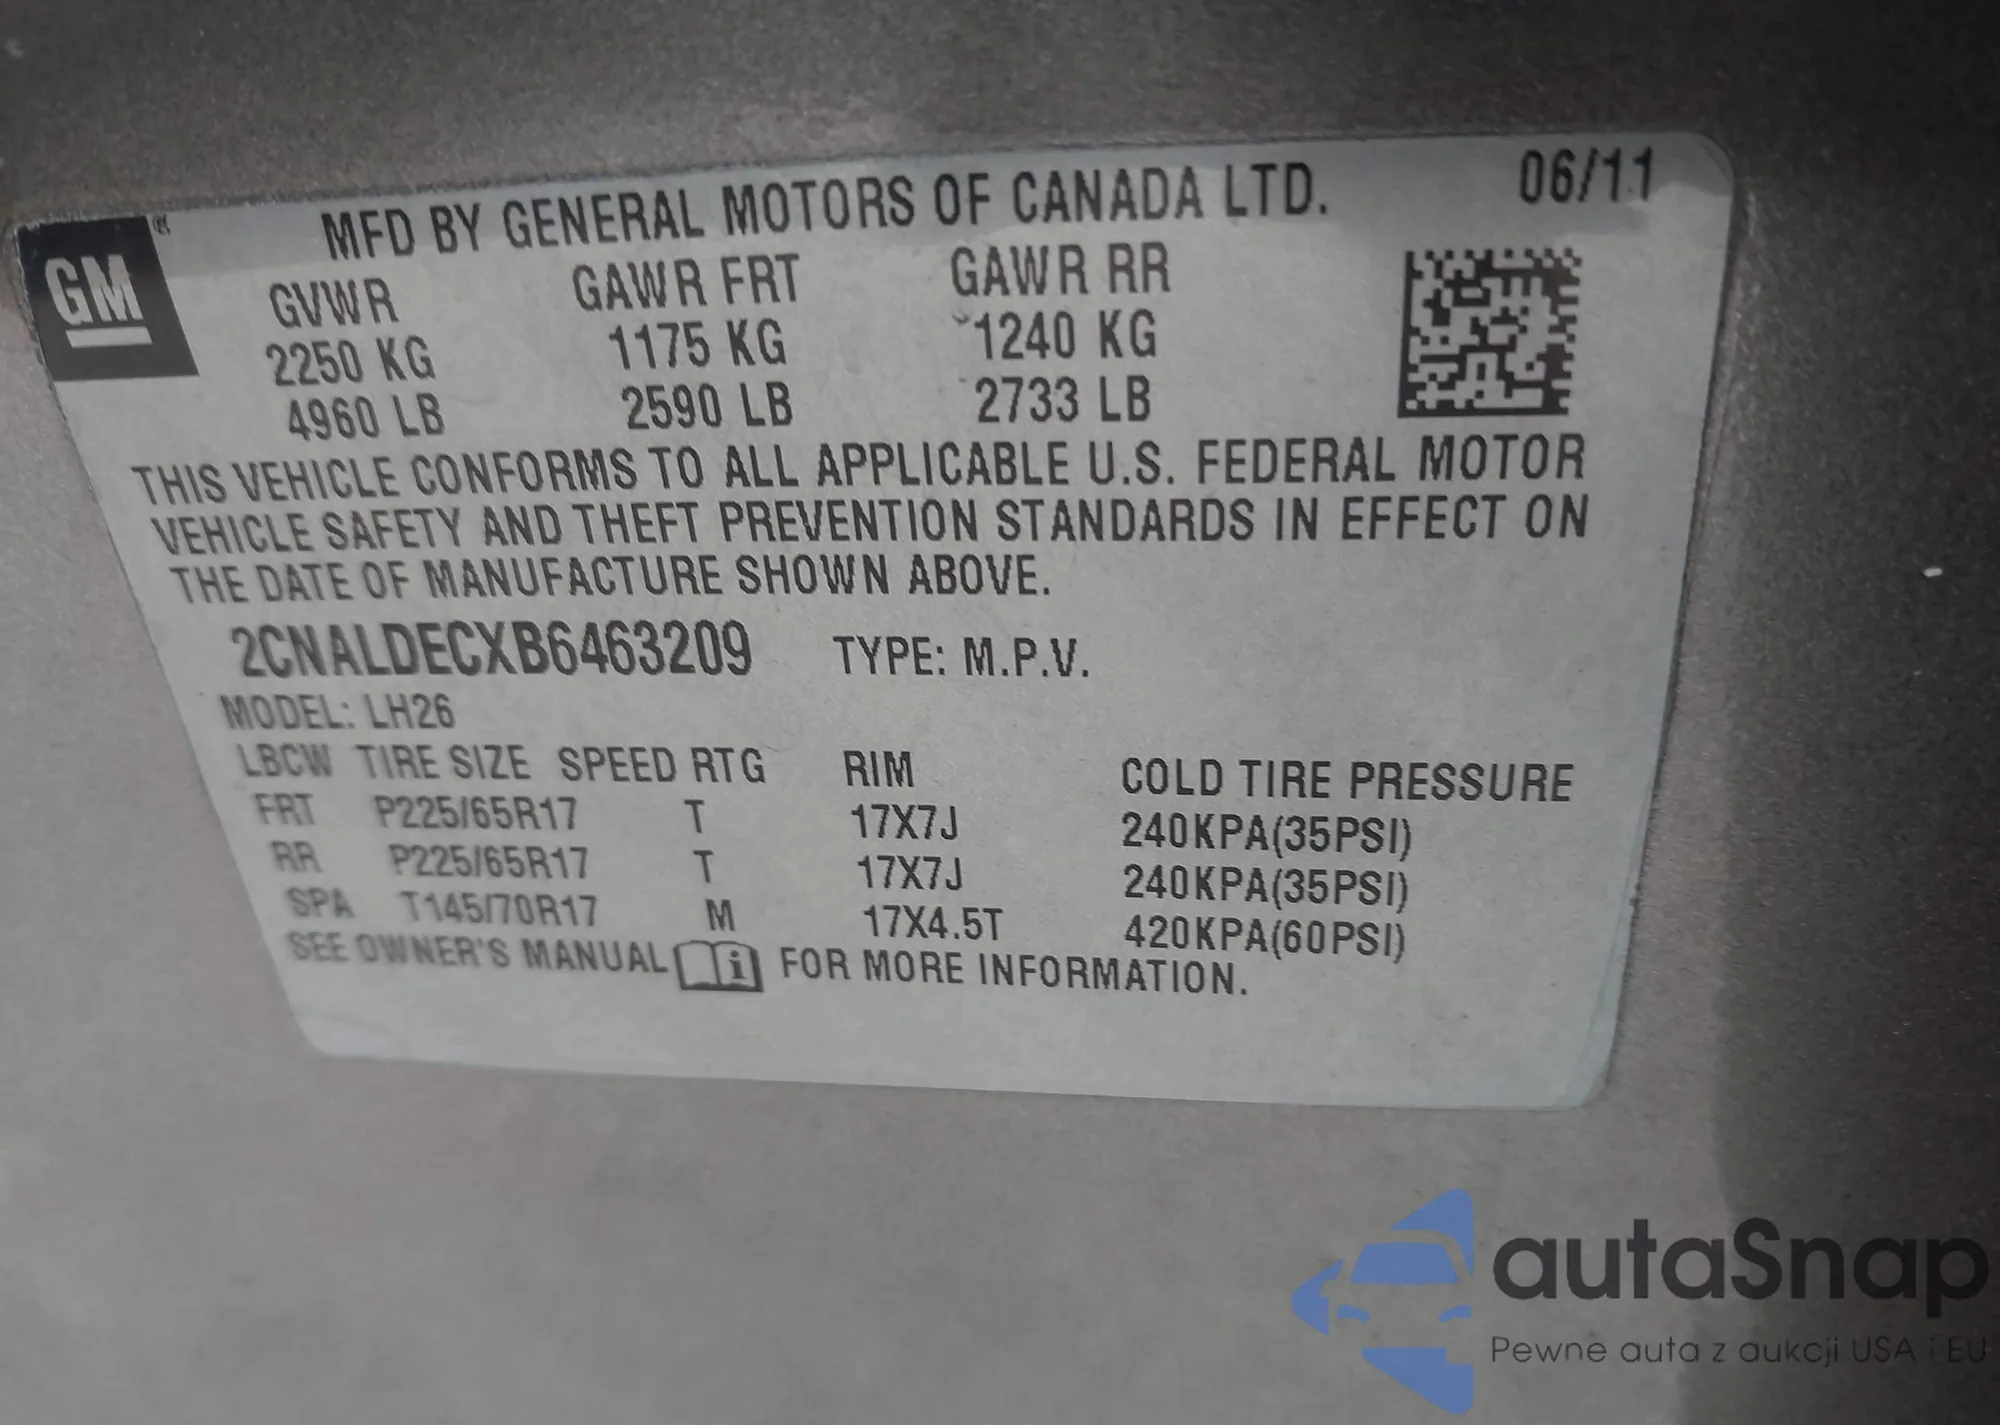 MFD BY GENERAL MOTORS OF CANADA LTD. 06/11
GM
GVWR GAWR FRT GAWR RR
2250 KG 1175 KG 1240 KG
4960 LB 2590 LB 2733 LB
THIS VEHICLE CONFORMS TO ALL APPLICABLE U.S. FEDERAL MOTOR
VEHICLE SAFETY AND THEFT PREVENTION STANDARDS IN EFFECT ON
THE DATE OF MANUFACTURE SHOWN ABOVE.
2CNALDECXB6463209 TYPE: M.P.V.
MODEL: LH26
LBCW TIRE SIZE SPEED RTG RIM COLD TIRE PRESSURE
FRT P225/65R17 T 17X7J 240KPA(35PSI)
RR P225/65R17 T 17X7J 240KPA(35PSI)
SPA T145/70R17 M 17X4.5T 420KPA(60PSI)
SEE OWNER'S MANUAL i FOR MORE INFORMATION.
autaSnap
Pewne auta z aukcji USA i EU